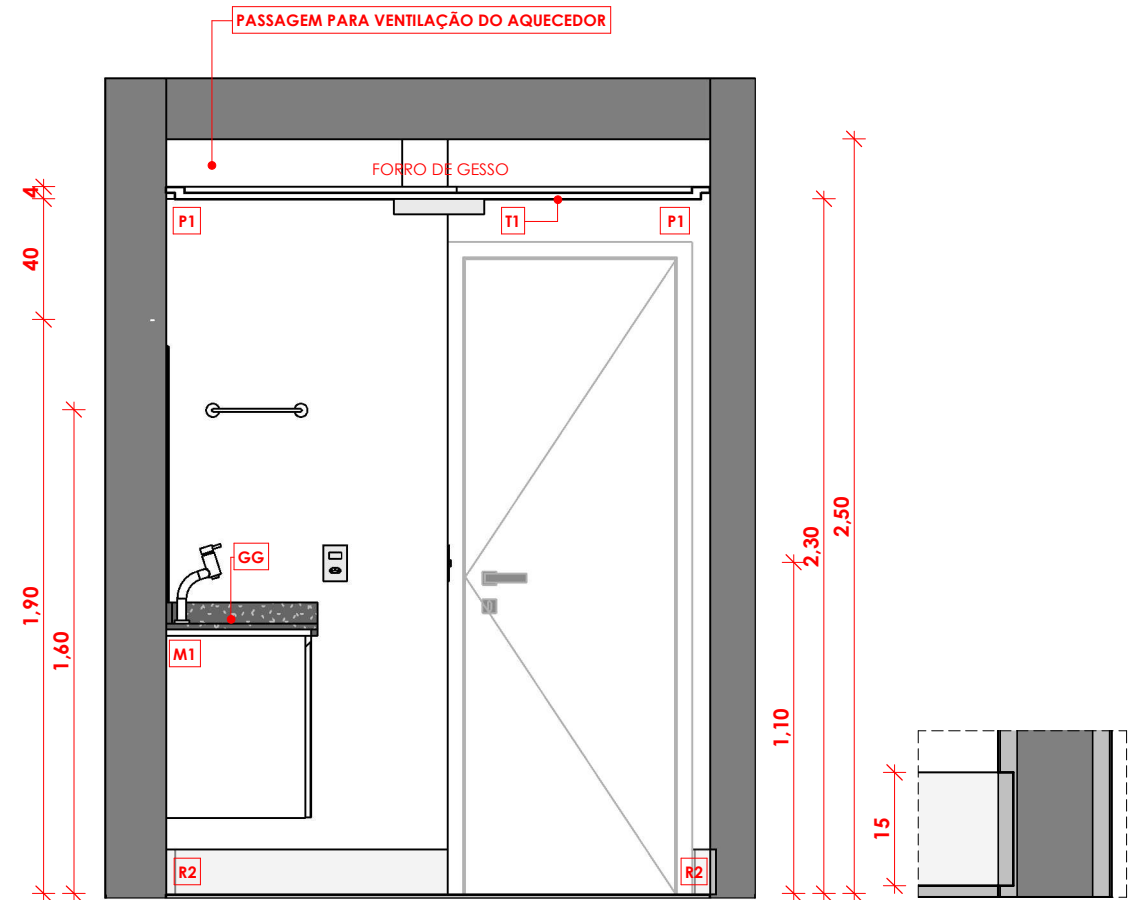 PASSAGEM PARA VENTILAÇÃO DO AQUECEDOR
FORRO DE GESSO
4
P1
T1
P1
40
2,50
2,30
GG
1,90
1,60
M1
1,10
15
R2
R2